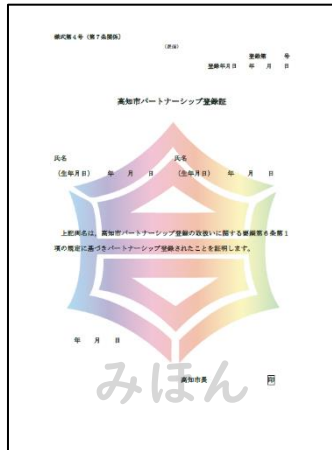 様式第４号（第７条関係）
（表面）
登録第　　　号
登録年月日　　年　　月　　日
高知市パートナーシップ登録証
氏名　　　　　　　　　　　　氏名
（生年月日）　　年　　月　　日　　（生年月日）　　年　　月　　日
上記両名は，高知市パートナーシップ登録の取扱いに関する要綱第６条第１
項の規定に基づきパートナーシップ登録されたことを証明します。
年　　月　　日
みほん
高知市長　　　　　　印